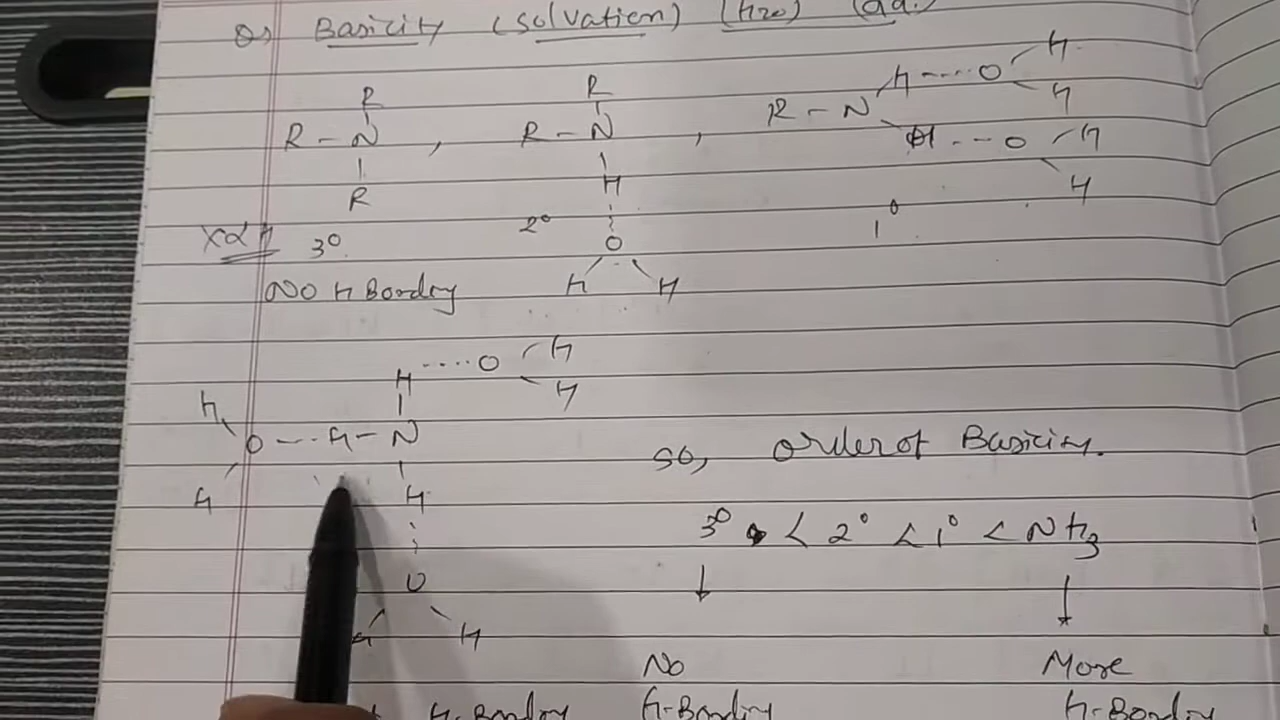 Q) Basicity (Solvation) (H2O) (aq.)
R R H ---- O H
R - N , R - N , R - N H
R H H --- O H
H
3° 2° O 1°
NO H Bonding H H
H ---- O H
H H
O --- H - N
H H
so, Order of Basicity.
3° < 2° < 1° < NH3
O
H H
No More
H-Bonding H-Bonding H-Bonding